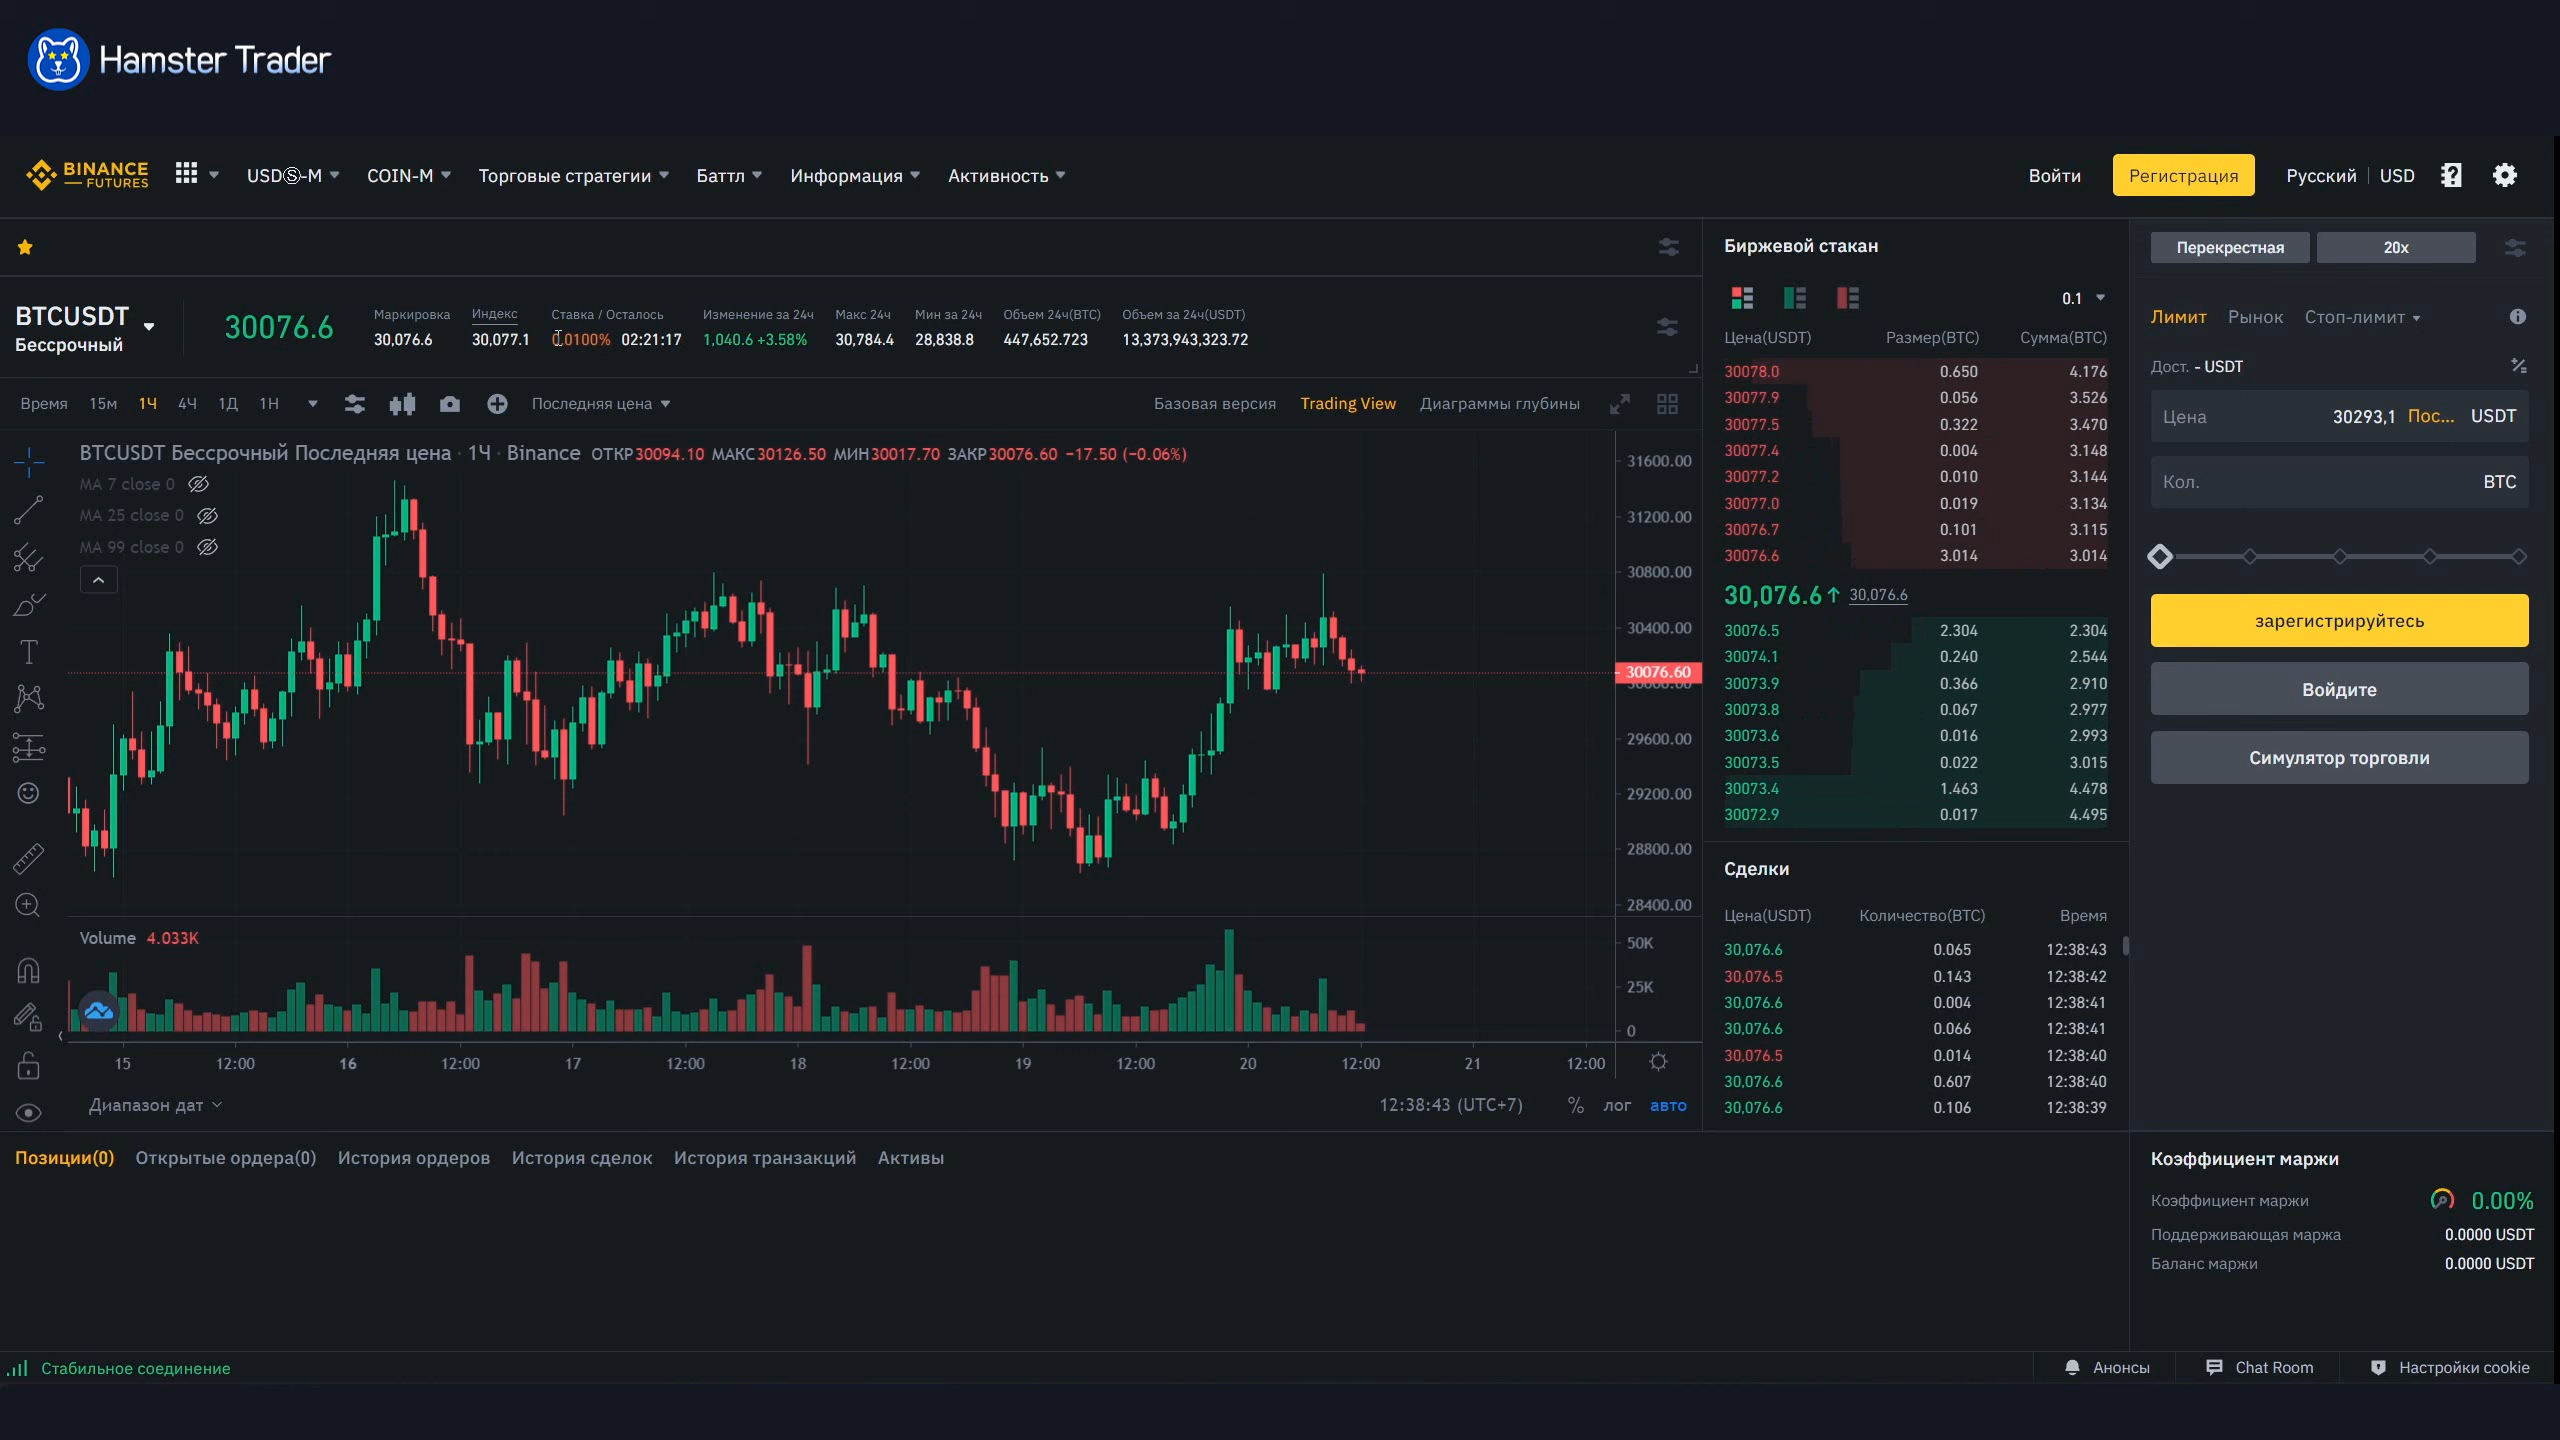 Hamster Trader
BINANCE FUTURES
USDⓈ-M
COIN-M
Торговые стратегии
Баттл
Информация
Активность
Войти
Регистрация
Русский
USD
BTCUSDT
Бессрочный
30076.6
Маркировка
30,076.6
Индекс
30,077.1
Ставка / Осталось
0.0100% 02:21:17
Изменение за 24ч
1,040.6 +3.58%
Макс 24ч
30,784.4
Мин за 24ч
28,838.8
Объем 24ч(BTC)
447,652.723
Объем за 24ч(USDT)
13,373,943,323.72
Время 15м 1Ч 4Ч 1Д 1Н
Последняя цена
Базовая версия
Trading View
Диаграммы глубины
BTCUSDT Бессрочный Последняя цена · 1Ч · Binance ОТКР30094.10 МАКС30126.50 МИН30017.70 ЗАКР30076.60 −17.50 (−0.06%)
MA 7 close 0
MA 25 close 0
MA 99 close 0
31600.00
31200.00
30800.00
30400.00
30076.60
30000.00
29600.00
29200.00
28800.00
28400.00
Volume 4.033K
50K
25K
0
15 12:00 16 12:00 17 12:00 18 12:00 19 12:00 20 12:00 21 12:00
Диапазон дат
12:38:43 (UTC+7) % лог авто
Биржевой стакан
0.1
Цена(USDT) Размер(BTC) Сумма(BTC)
30078.0 0.650 4.176
30077.9 0.056 3.526
30077.5 0.322 3.470
30077.4 0.004 3.148
30077.2 0.010 3.144
30077.0 0.019 3.134
30076.7 0.101 3.115
30076.6 3.014 3.014
30,076.6↑ 30,076.6
30076.5 2.304 2.304
30074.1 0.240 2.544
30073.9 0.366 2.910
30073.8 0.067 2.977
30073.6 0.016 2.993
30073.5 0.022 3.015
30073.4 1.463 4.478
30072.9 0.017 4.495
Сделки
Цена(USDT) Количество(BTC) Время
30,076.6 0.065 12:38:43
30,076.5 0.143 12:38:42
30,076.6 0.004 12:38:41
30,076.6 0.066 12:38:41
30,076.5 0.014 12:38:40
30,076.6 0.607 12:38:40
30,076.6 0.106 12:38:39
Перекрестная
20x
Лимит Рынок Стоп-лимит
Дост. - USDT
Цена 30293,1 Пос... USDT
Кол. BTC
зарегистрируйтесь
Войдите
Симулятор торговли
Позиции(0) Открытые ордера(0) История ордеров История сделок История транзакций Активы
Коэффициент маржи
Коэффициент маржи 0.00%
Поддерживающая маржа 0.0000 USDT
Баланс маржи 0.0000 USDT
Стабильное соединение
Анонсы
Chat Room
Настройки cookie